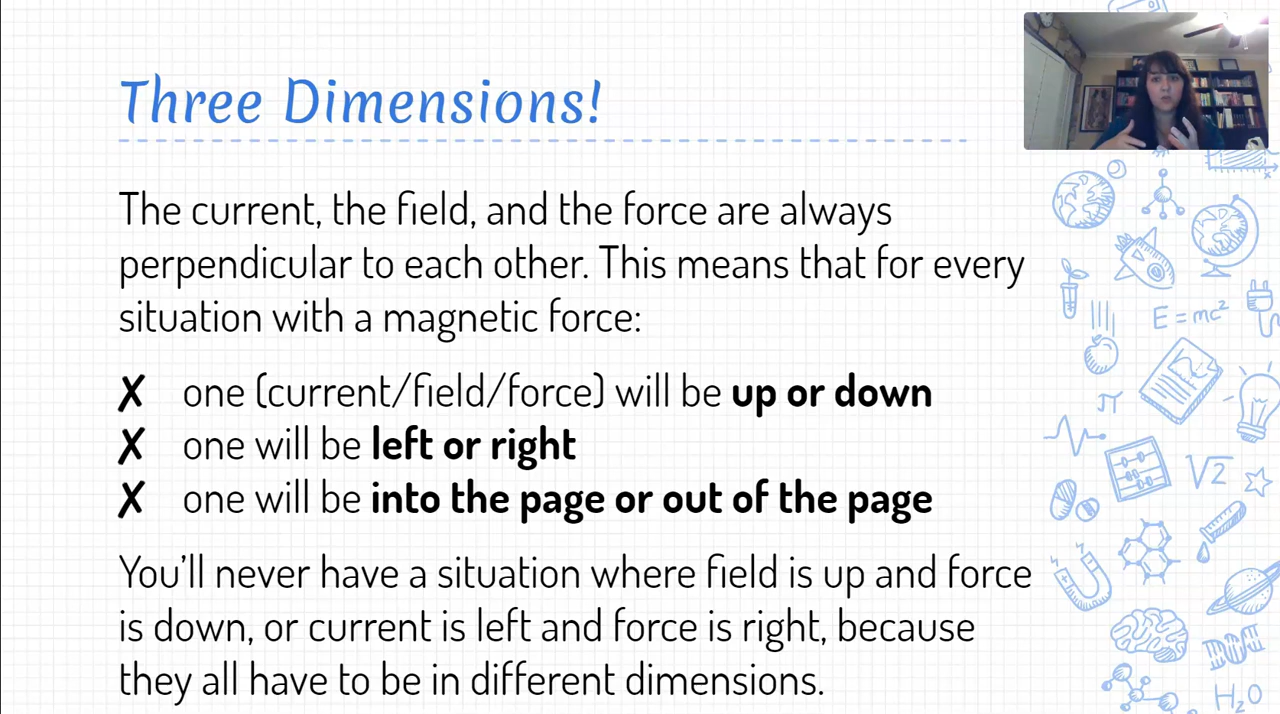 Three Dimensions!
The current, the field, and the force are always
perpendicular to each other. This means that for every
situation with a magnetic force:
✗ one (current/field/force) will be up or down
✗ one will be left or right
✗ one will be into the page or out of the page
You'll never have a situation where field is up and force
is down, or current is left and force is right, because
they all have to be in different dimensions.
E=mc²
π
√2
H₂O